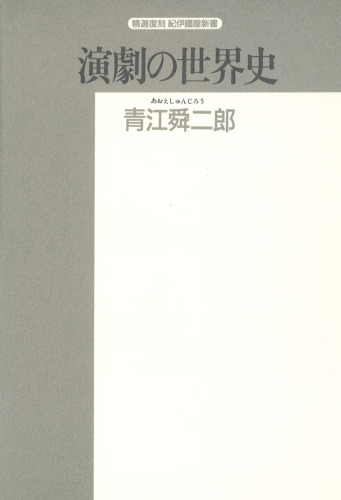 精選復刻 紀伊國屋新書
演劇の世界史
あおえしゅんじろう
青江舜二郎